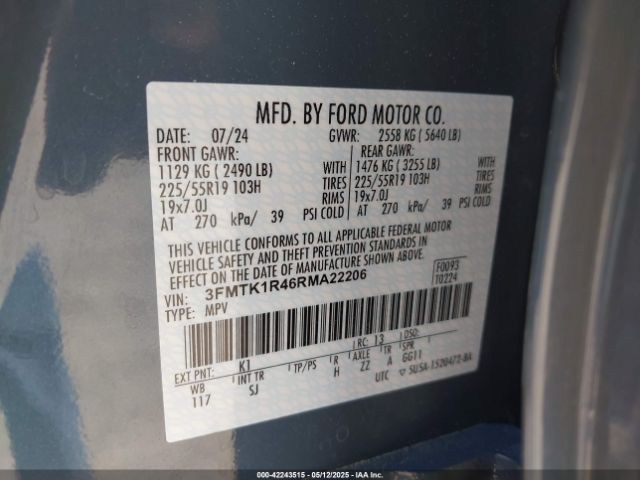 MFD. BY FORD MOTOR CO.
DATE: 07/24 GVWR: 2558 KG ( 5640 LB)
FRONT GAWR: REAR GAWR:
1129 KG ( 2490 LB) WITH 1476 KG ( 3255 LB) WITH
225/55R19 103H TIRES 225/55R19 103H TIRES
19x7.0J RIMS 19x7.0J RIMS
AT 270 kPa/ 39 PSI COLD AT 270 kPa/ 39 PSI COLD
THIS VEHICLE CONFORMS TO ALL APPLICABLE FEDERAL MOTOR
VEHICLE SAFETY AND THEFT PREVENTION STANDARDS IN EFFECT
ON THE DATE OF MANUFACTURE SHOWN ABOVE.
VIN: 3FMTK1R46RMA22206 F0093
TYPE: MPV T0224
EXT PNT: K1 RC: 13 DSO:
WB INT TR TP/PS R AXLE TR SPR
117 SJ H ZZ A GG11
UTC ▽ 5U5A-1520472-BA
000-42243515 - 05/12/2025 - IAA Inc.